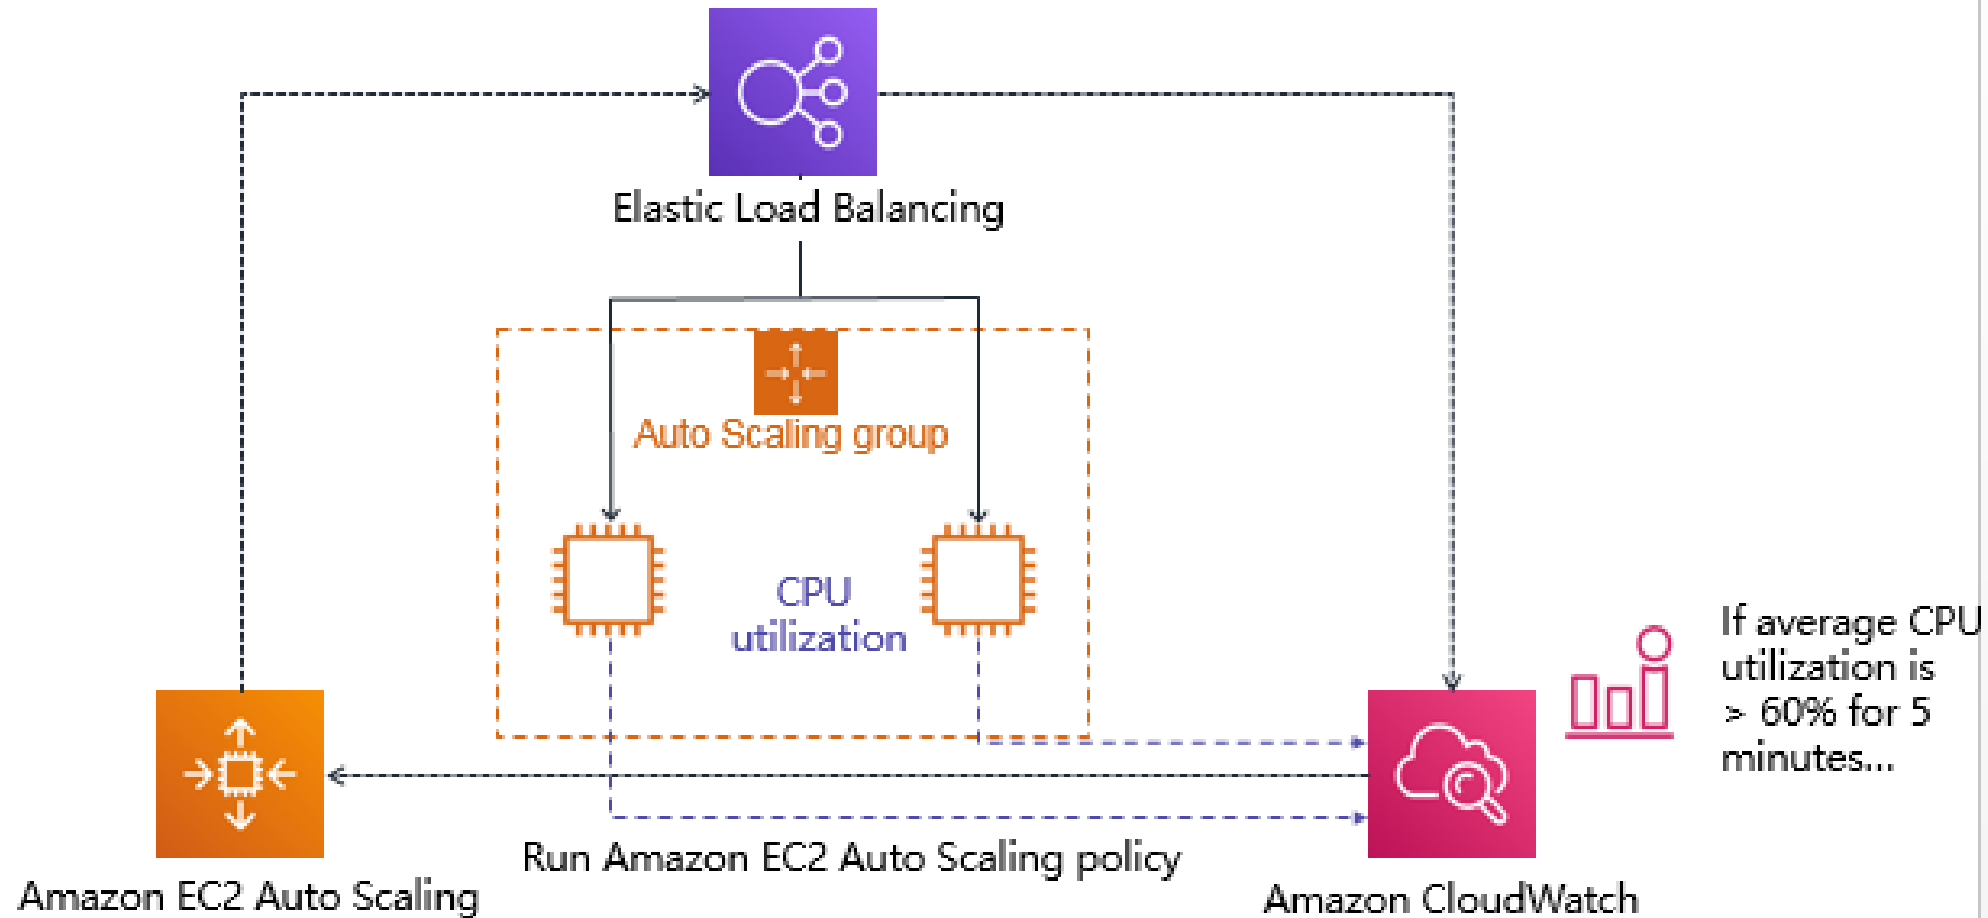 Elastic Load Balancing
Auto Scaling group
CPU
utilization
If average CPU
utilization is
> 60% for 5
minutes...
Run Amazon EC2 Auto Scaling policy
Amazon EC2 Auto Scaling
Amazon CloudWatch